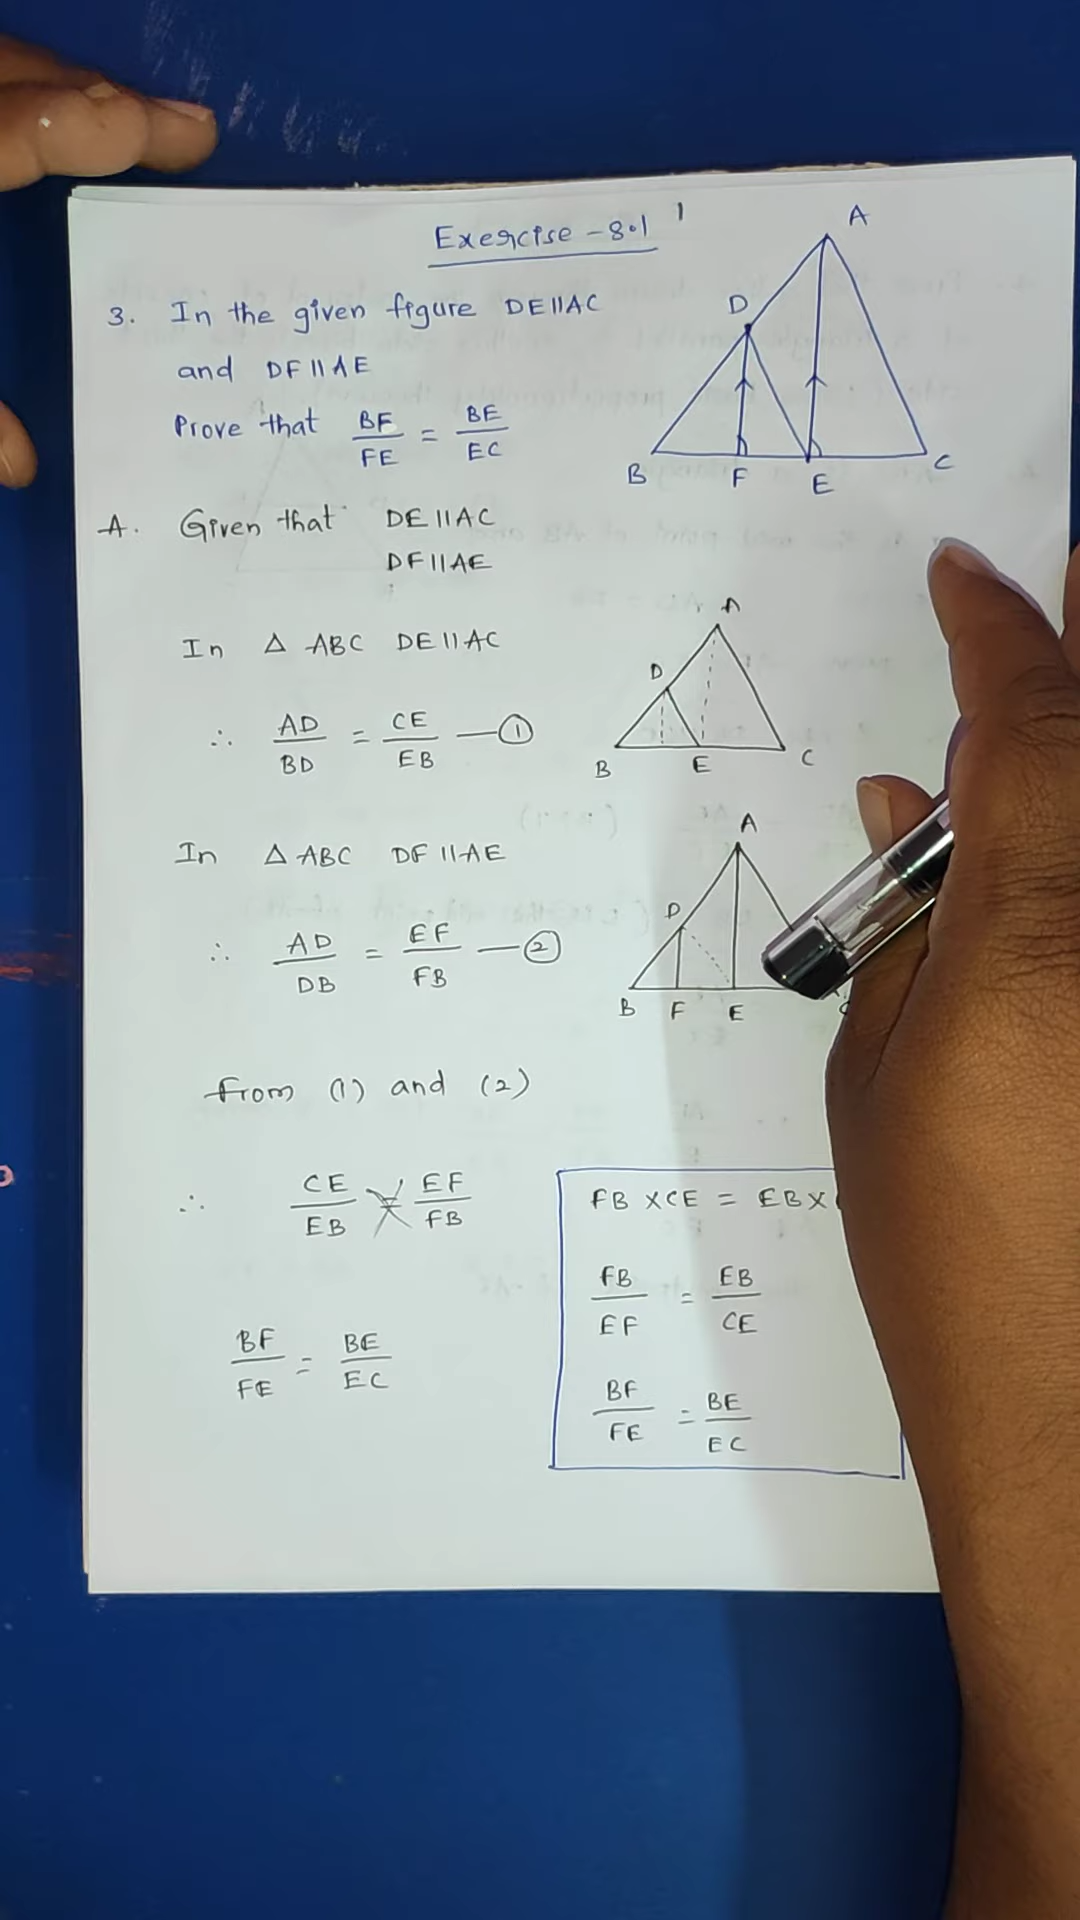 Exercise - 8.1
3. In the given figure DE||AC
and DF||AE
Prove that BF/FE = BE/EC
A
D
B F E C
A. Given that DE||AC
DF||AE
In △ ABC DE||AC
∴ AD/BD = CE/EB — ①
A
D
B E C
In △ ABC DF||AE
∴ AD/DB = EF/FB — ②
A
D
B F E
from (1) and (2)
∴ CE/EB = EF/FB
BF/FE = BE/EC
FB × CE = EB ×
FB/EF = EB/CE
BF/FE = BE/EC